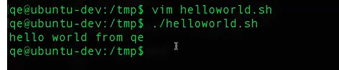 qe@ubuntu-dev:/tmp$ vim helloworld.sh
qe@ubuntu-dev:/tmp$ ./helloworld.sh
hello world from qe
qe@ubuntu-dev:/tmp$